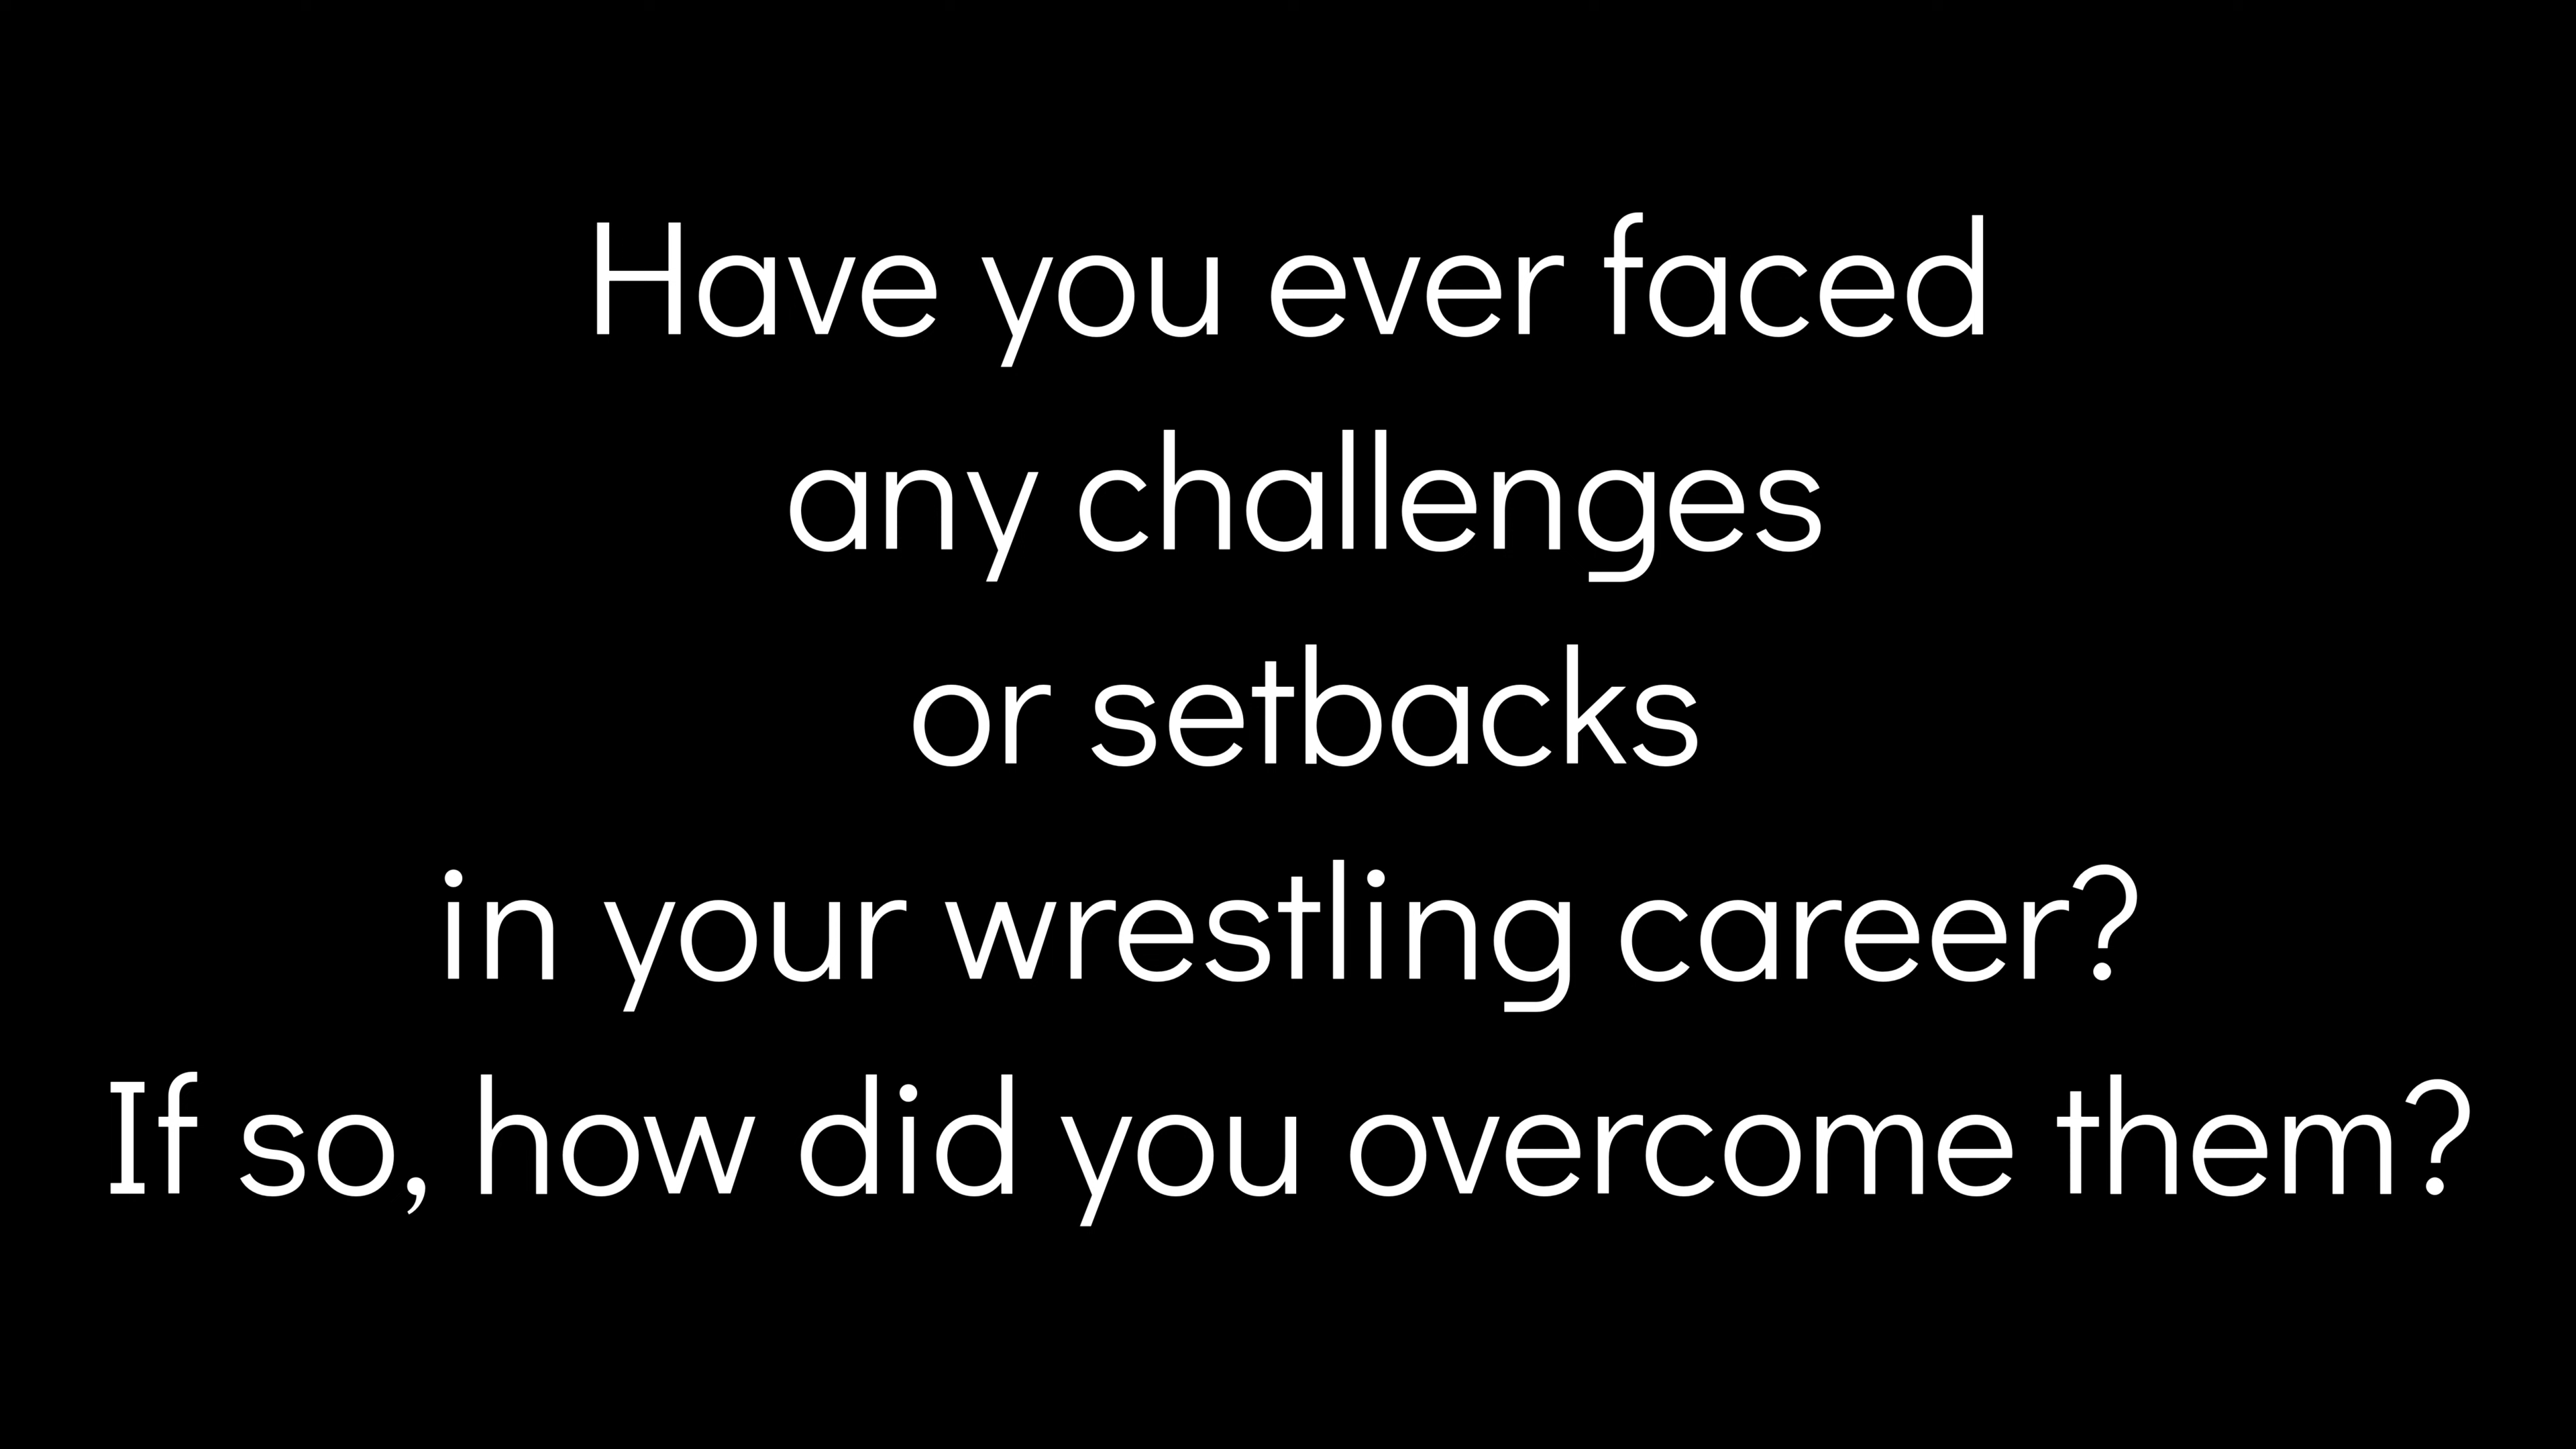 Have you ever faced
any challenges
or setbacks
in your wrestling career?
If so, how did you overcome them?